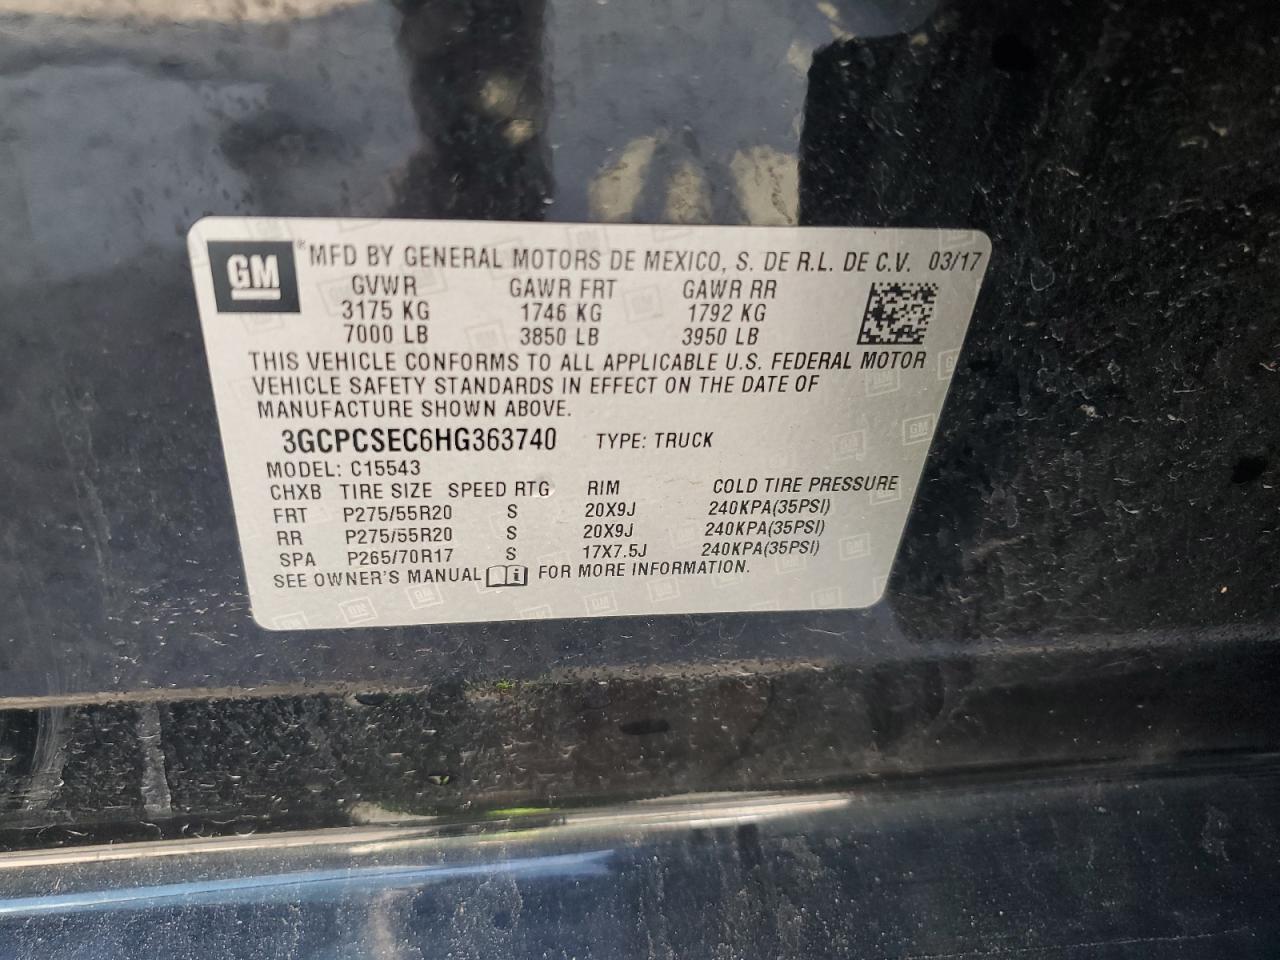 GM ® MFD BY GENERAL MOTORS DE MEXICO, S. DE R.L. DE C.V. 03/17
GVWR GAWR FRT GAWR RR
3175 KG 1746 KG 1792 KG
7000 LB 3850 LB 3950 LB
THIS VEHICLE CONFORMS TO ALL APPLICABLE U.S. FEDERAL MOTOR
VEHICLE SAFETY STANDARDS IN EFFECT ON THE DATE OF
MANUFACTURE SHOWN ABOVE.
3GCPCSEC6HG363740 TYPE: TRUCK
MODEL: C15543
CHXB TIRE SIZE SPEED RTG RIM COLD TIRE PRESSURE
FRT P275/55R20 S 20X9J 240KPA(35PSI)
RR P275/55R20 S 20X9J 240KPA(35PSI)
SPA P265/70R17 S 17X7.5J 240KPA(35PSI)
SEE OWNER'S MANUAL FOR MORE INFORMATION.